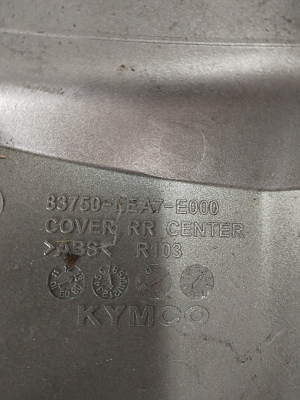 83750-LEA7-E000
COVER RR CENTER
>ABS< R103
KYMCO